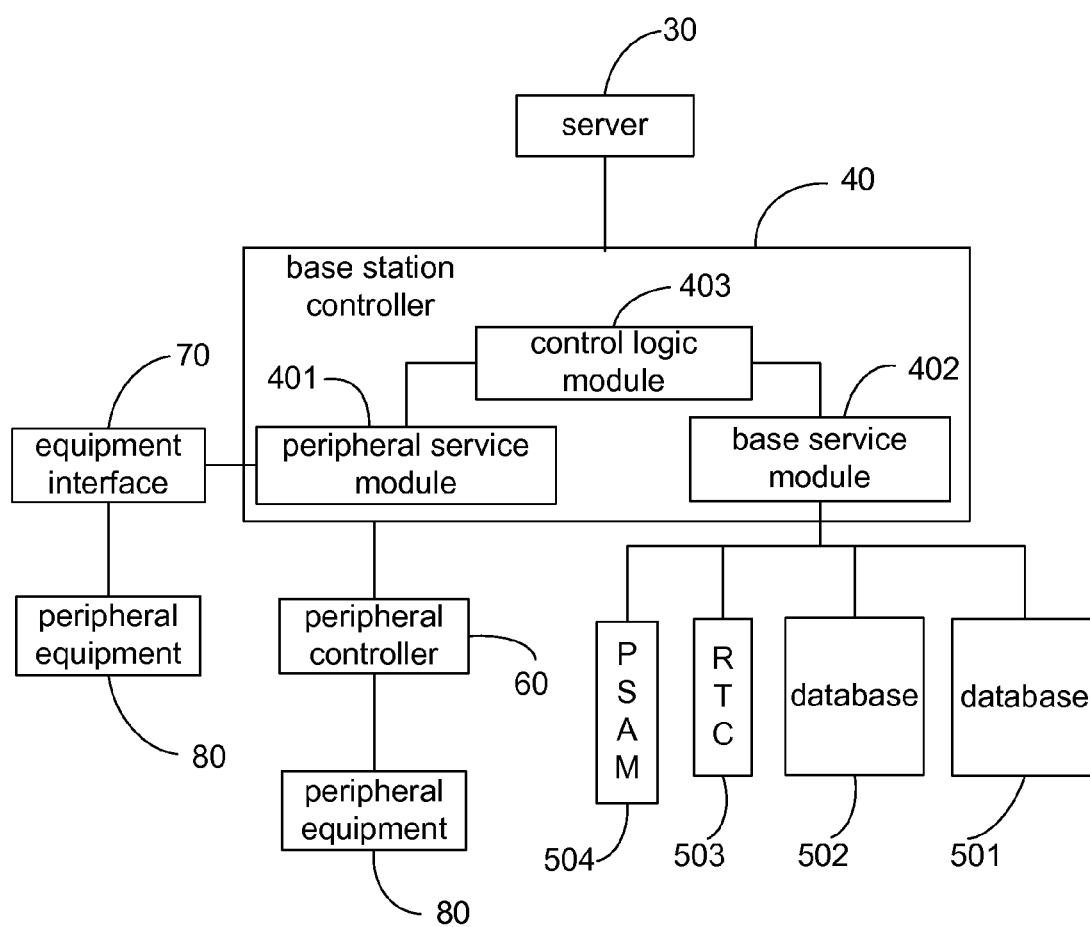 30
server
40
base station
controller
403
control logic
module
70
401
402
equipment
interface
peripheral service
module
base service
module
peripheral
equipment
peripheral
controller
60
P
S
A
M
R
T
C
database
database
80
peripheral
equipment
504
503
502
501
80